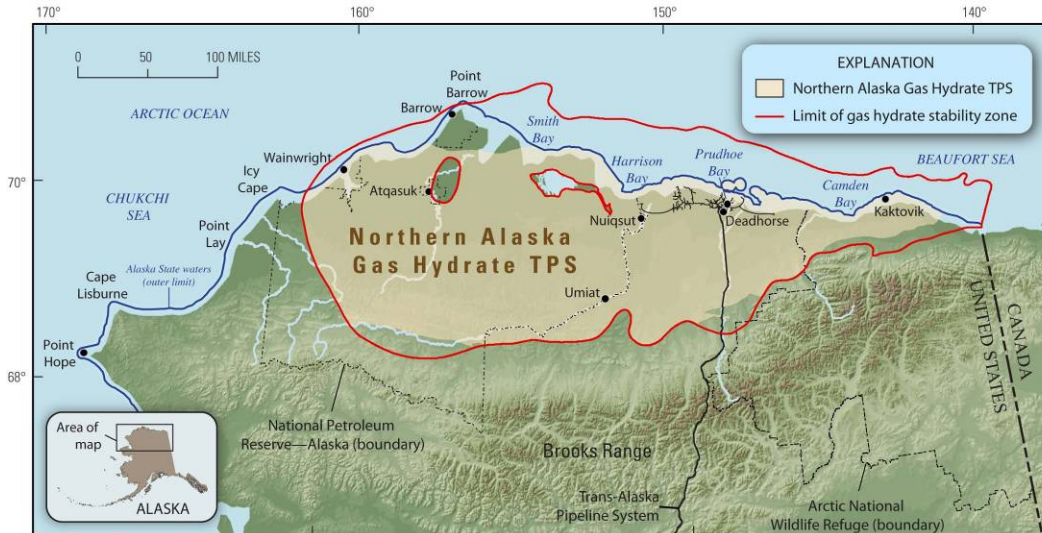 170°
160°
150°
140°
0
50
100 MILES
EXPLANATION
Northern Alaska Gas Hydrate TPS
Limit of gas hydrate stability zone
Point
Barrow
Barrow
ARCTIC OCEAN
Smith
Bay
Wainwright
Harrison
Bay
Prudhoe
Bay
BEAUFORT SEA
Icy
Cape
70°
70°
Atqasuk
Camden
Bay
Kaktovik
CHUKCHI
SEA
Nuiqsut
Deadhorse
Point
Lay
Northern Alaska
Gas Hydrate TPS
Cape
Lisburne
Alaska State waters
(outer limit)
Umiat
CANADA
UNITED STATES
Point
Hope
68°
68°
National Petroleum
Reserve—Alaska (boundary)
Brooks Range
Area of
map
ALASKA
Trans-Alaska
Pipeline System
Arctic National
Wildlife Refuge (boundary)
160°
150°